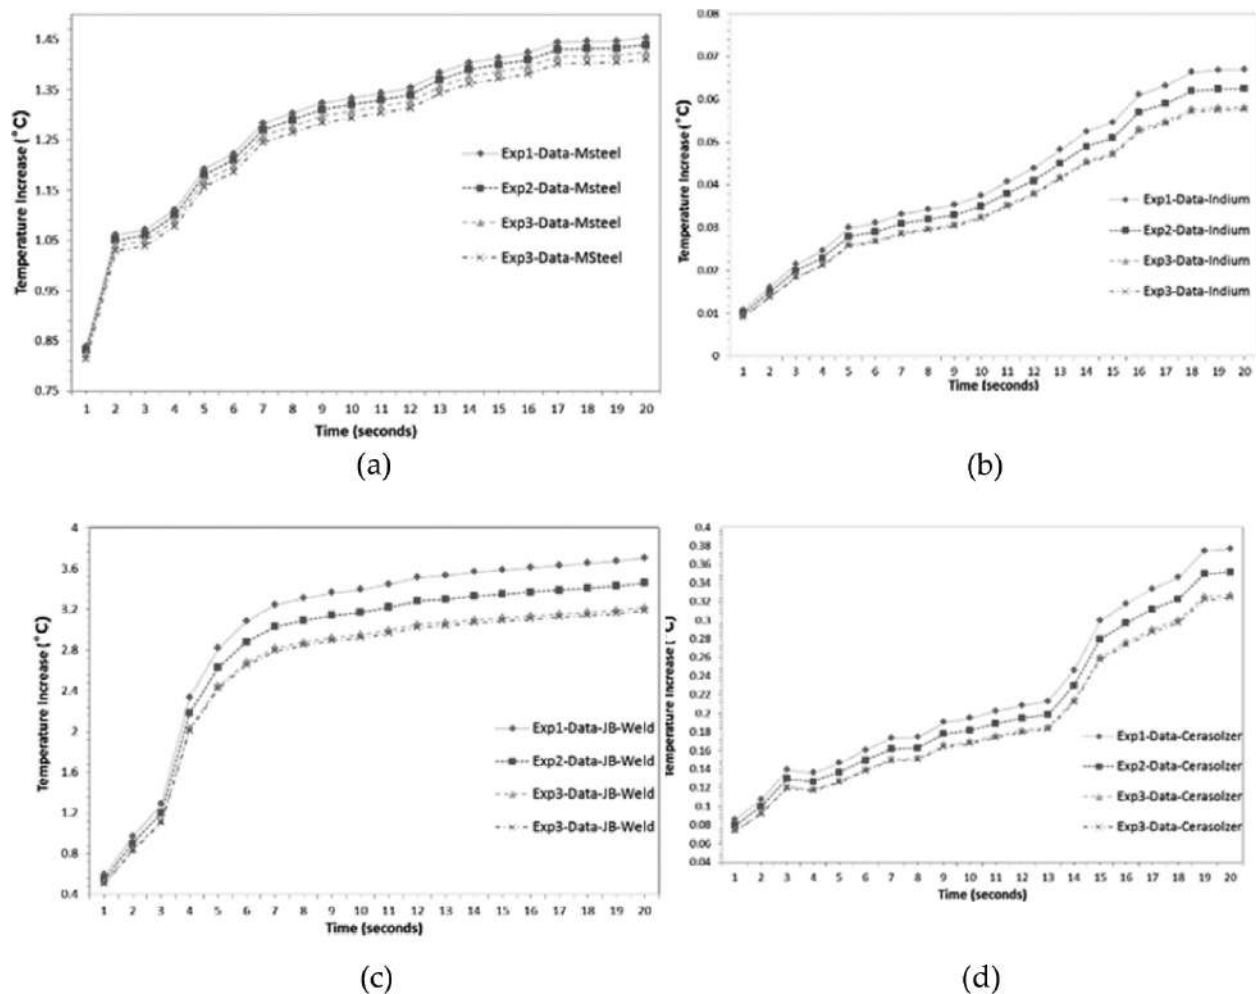 1.45
1.35
1.25
1.15
1.05
0.95
0.85
0.75
Temperature Increase (°C)
Exp1-Data-Msteel
Exp2-Data-Msteel
Exp3-Data-Msteel
Exp3-Data-MSteel
1 2 3 4 5 6 7 8 9 10 11 12 13 14 15 16 17 18 19 20
Time (seconds)
(a)
0.08
0.07
0.06
0.05
0.04
0.03
0.02
0.01
0
Temperature Increase (°C)
Exp1-Data-Indium
Exp2-Data-Indium
Exp3-Data-Indium
Exp3-Data-Indium
1 2 3 4 5 6 7 8 9 10 11 12 13 14 15 16 17 18 19 20
Time (seconds)
(b)
4
3.6
3.2
2.8
2.4
2
1.6
1.2
0.8
0.4
Temperature Increase (°C)
Exp1-Data-JB-Weld
Exp2-Data-JB-Weld
Exp3-Data-JB-Weld
Exp3-Data-JB-Weld
1 2 3 4 5 6 7 8 9 10 11 12 13 14 15 16 17 18 19 20
Time (seconds)
(c)
0.4
0.38
0.36
0.34
0.32
0.3
0.28
0.26
0.24
0.22
0.2
0.18
0.16
0.14
0.12
0.1
0.08
0.06
0.04
Temperature Increase (°C)
Exp1-Data-Cerasolzer
Exp2-Data-Cerasolzer
Exp3-Data-Cerasolzer
Exp3-Data-Cerasolzer
1 2 3 4 5 6 7 8 9 10 11 12 13 14 15 16 17 18 19 20
Time (seconds)
(d)